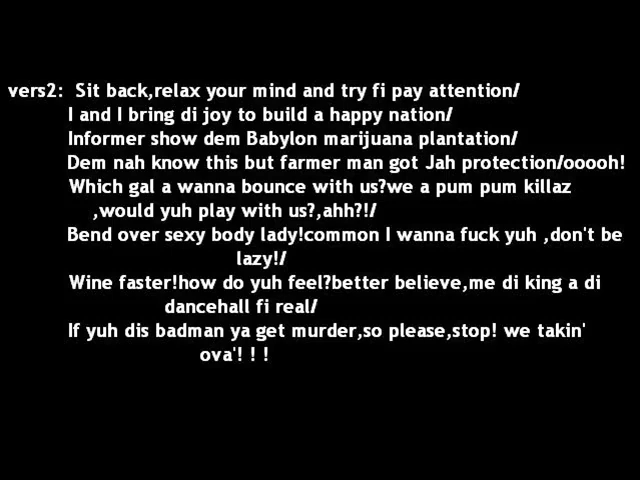 vers2: Sit back,relax your mind and try fi pay attention/
I and I bring di joy to build a happy nation/
Informer show dem Babylon marijuana plantation/
Dem nah know this but farmer man got Jah protection/ooooh!
Which gal a wanna bounce with us?we a pum pum killaz
,would yuh play with us?,ahh?!/
Bend over sexy body lady!common I wanna fuck yuh ,don't be
lazy!/
Wine faster!how do yuh feel?better believe,me di king a di
dancehall fi real/
If yuh dis badman ya get murder,so please,stop! we takin'
ova'! ! !